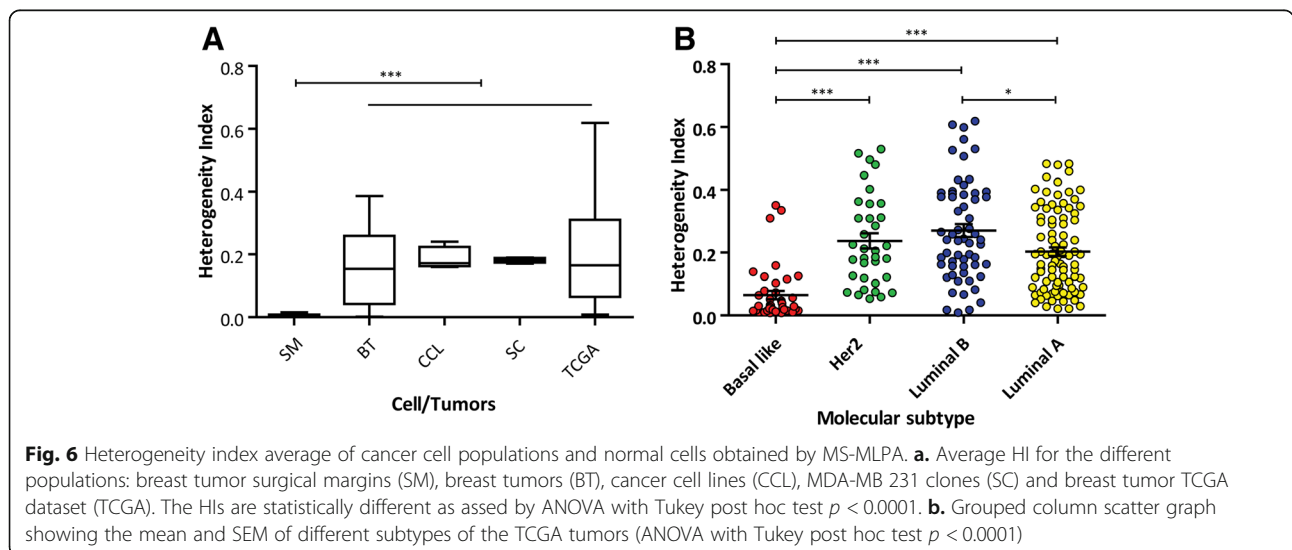 A
B
***
***
***
***
*
Heterogeneity Index
0.8
0.6
0.4
0.2
0.0
SM
BT
CCL
SC
TCGA
Cell/Tumors
Heterogeneity Index
0.8
0.6
0.4
0.2
0.0
Basal like
Her2
Luminal B
Luminal A
Molecular subtype
Fig. 6 Heterogeneity index average of cancer cell populations and normal cells obtained by MS-MLPA. a. Average HI for the different
populations: breast tumor surgical margins (SM), breast tumors (BT), cancer cell lines (CCL), MDA-MB 231 clones (SC) and breast tumor TCGA
dataset (TCGA). The HIs are statistically different as assed by ANOVA with Tukey post hoc test p < 0.0001. b. Grouped column scatter graph
showing the mean and SEM of different subtypes of the TCGA tumors (ANOVA with Tukey post hoc test p < 0.0001)